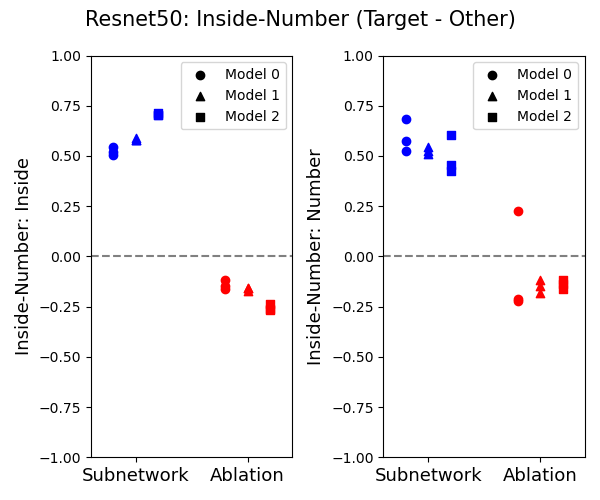 Resnet50: Inside-Number (Target - Other)
Inside-Number: Inside
1.00
0.75
0.50
0.25
0.00
−0.25
−0.50
−0.75
−1.00
Model 0
Model 1
Model 2
Subnetwork
Ablation
Inside-Number: Number
1.00
0.75
0.50
0.25
0.00
−0.25
−0.50
−0.75
−1.00
Model 0
Model 1
Model 2
Subnetwork
Ablation